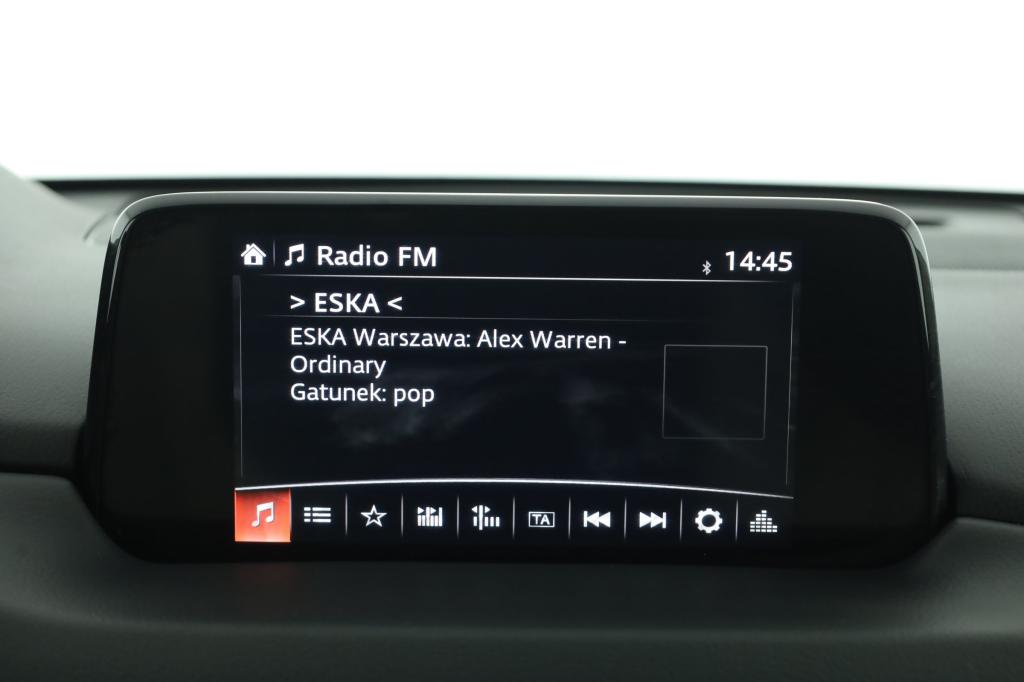 Radio FM
14:45
> ESKA <
ESKA Warszawa: Alex Warren -
Ordinary
Gatunek: pop
TA